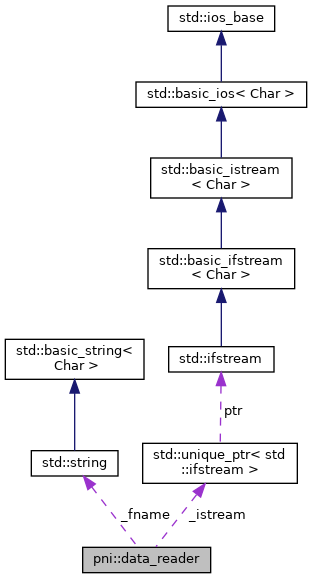 std::ios_base
std::basic_ios< Char >
std::basic_istream
< Char >
std::basic_ifstream
< Char >
std::basic_string<
Char >
std::ifstream
ptr
std::string
std::unique_ptr< std
::ifstream >
_fname
_istream
pni::data_reader